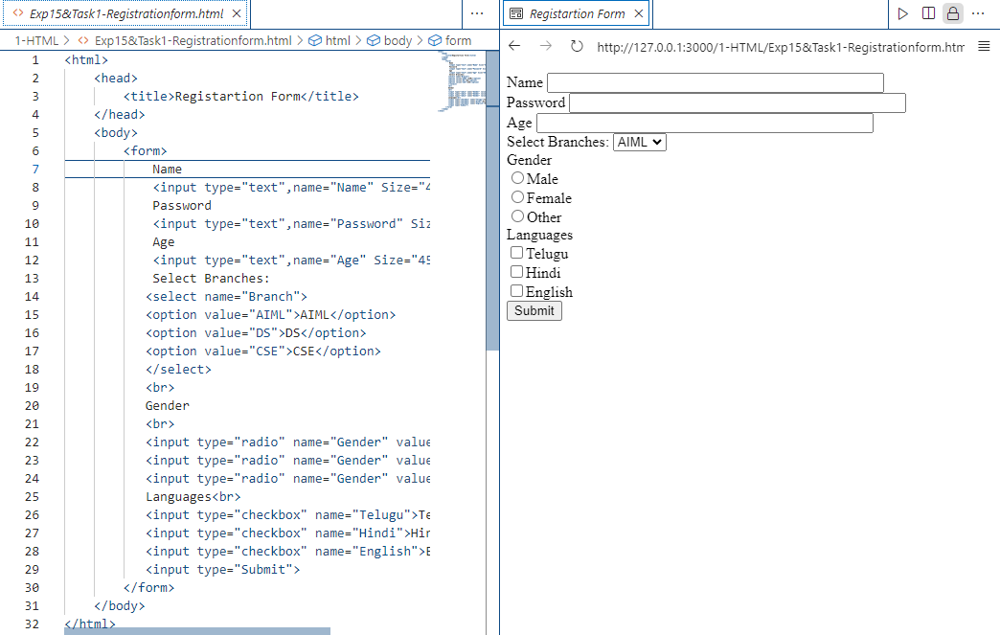 Exp15&Task1-Registrationform.html
1-HTML > Exp15&Task1-Registrationform.html > html > body > form
1 <html>
2 <head>
3 <title>Registartion Form</title>
4 </head>
5 <body>
6 <form>
7 Name
8 <input type="text",name="Name" Size="4
9 Password
10 <input type="text",name="Password" Siz
11 Age
12 <input type="text",name="Age" Size="45
13 Select Branches:
14 <select name="Branch">
15 <option value="AIML">AIML</option>
16 <option value="DS">DS</option>
17 <option value="CSE">CSE</option>
18 </select>
19 <br>
20 Gender
21 <br>
22 <input type="radio" name="Gender" value
23 <input type="radio" name="Gender" value
24 <input type="radio" name="Gender" value
25 Languages<br>
26 <input type="checkbox" name="Telugu">Te
27 <input type="checkbox" name="Hindi">Hin
28 <input type="checkbox" name="English">E
29 <input type="Submit">
30 </form>
31 </body>
32 </html>
Registartion Form
http://127.0.0.1:3000/1-HTML/Exp15&Task1-Registrationform.htm
Name
Password
Age
Select Branches: AIML
Gender
Male
Female
Other
Languages
Telugu
Hindi
English
Submit